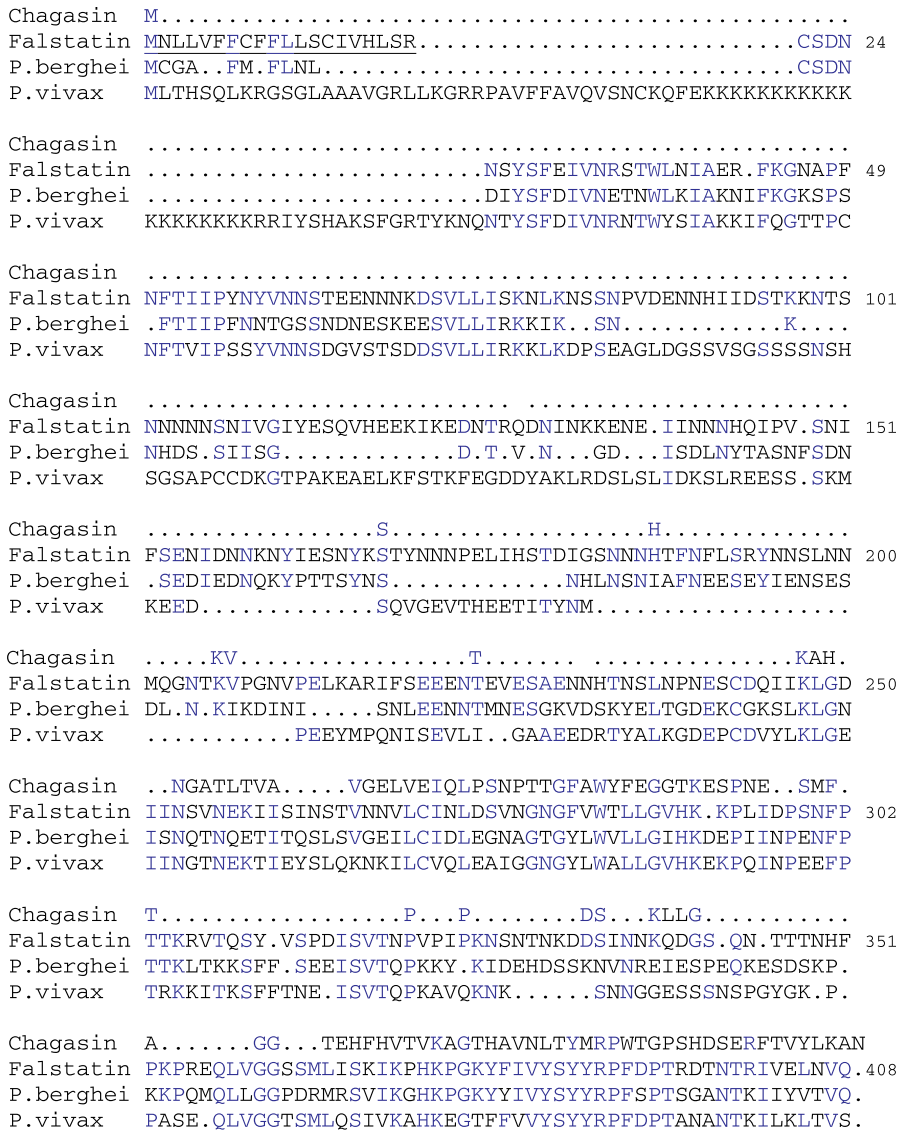 Chagasin M...................................................
Falstatin MNLLVFFCFFLLSCIVHLSR............................CSDN 24
P.berghei MCGA..FM.FLNL...................................CSDN
P.vivax MLTHSQLKRGSGLAAAVGRLLKGRRPAVFFAVQVSNCKQFEKKKKKKKKKKK
Chagasin ....................................................
Falstatin .........................NSYSFEIVNRSTWLNIAER.FKGNAPF 49
P.berghei .........................DIYSFDIVNETNWLKIAKNIFKGKSPS
P.vivax KKKKKKKKRRIYSHAKSFGRTYKNQNTYSFDIVNRNTWYSIAKKIFQGTTPC
Chagasin ....................................................
Falstatin NFTIIPYNYVNNSTEENNNKDSVLLISKNLKNSSNPVDENNHIIDSTKKNTS 101
P.berghei .FTIIPFNNTGSSNDNESKEESVLLIRKKIK..SN............K....
P.vivax NFTVIPSSYVNNSDGVSTSDDSVLLIRKKLKDPSEAGLDGSSVSGSSSSNSH
Chagasin ........................... ........................
Falstatin NNNNNSNIVGIYESQVHEEKIKEDNTRQDNINKKENE.IINNNHQIPV.SNI 151
P.berghei NHDS.SIISG.............D.T.V.N...GD...ISDLNYTASNFSDN
P.vivax SGSAPCCDKGTPAKEAELKFSTKFEGDDYAKLRDSLSLIDKSLREESS.SKM
Chagasin .................S...................H..............
Falstatin FSENIDNNKNYIESNYKSTYNNNPELIHSTDIGSNNNHTFNFLSRYNNSLNN 200
P.berghei .SEDIEDNQKYPTTSYNS.............NHLNSNIAFNEESEYIENSES
P.vivax KEED.............SQVGEVTHEETITYNM...................
Chagasin .....KV.................T....... ...............KAH.
Falstatin MQGNTKVPGNVPELKARIFSEEENTEVESAENNHTNSLNPNESCDQIIKLGD 250
P.berghei DL.N.KIKDINI.....SNLEENNTMNESGKVDSKYELTGDEKCGKSLKLGN
P.vivax ...........PEEYMPQNISEVLI..GAAEEDRTYALKGDEPCDVYLKLGE
Chagasin ..NGATLTVA.....VGELVEIQLPSNPTTGFAWYFEGGTKESPNE..SMF.
Falstatin IINSVNEKIISINSTVNNVLCINLDSVNGNGFVWTLLGVHK.KPLIDPSNFP 302
P.berghei ISNQTNQETITQSLSVGEILCIDLEGNAGTGYLWVLLGIHKDEPIINPENFP
P.vivax IINGTNEKTIEYSLQKNKILCVQLEAIGGNGYLWALLGVHKEKPQINPEEFP
Chagasin T..................P...P........DS...KLLG...........
Falstatin TTKRVTQSY.VSPDISVTNPVPIPKNSNTNKDDSINNKQDGS.QN.TTTNHF 351
P.berghei TTKLTKKSFF.SEEISVTQPKKY.KIDEHDSSKNVNREIESPEQKESDSKP.
P.vivax TRKKITKSFFTNE.ISVTQPKAVQKNK......SNNGGESSSNSPGYGK.P.
Chagasin A.......GG...TEHFHVTVKAGTHAVNLTYMRPWTGPSHDSERFTVYLKAN
Falstatin PKPREQLVGGSSMLISKIKPHKPGKYFIVYSYYRPFDPTRDTNTRIVELNVQ. 408
P.berghei KKPQMQLLGGPDRMRSVIKGHKPGKYYIVYSYYRPFSPTSGANTKIIYVTVQ.
P.vivax PASE.QLVGGTSMLQSIVKAHKEGTFFVVYSYYRPFDPTANANTKILKLTVS.